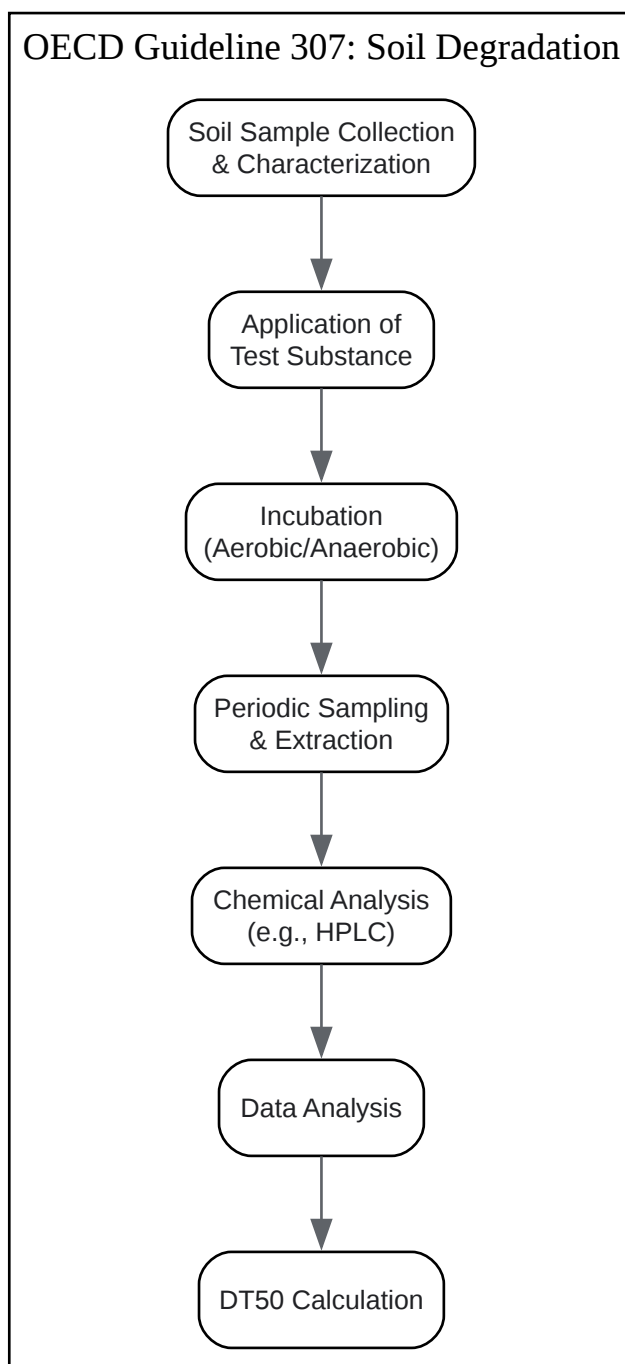 OECD Guideline 307: Soil Degradation
Soil Sample Collection
& Characterization
Application of
Test Substance
Incubation
(Aerobic/Anaerobic)
Periodic Sampling
& Extraction
Chemical Analysis
(e.g., HPLC)
Data Analysis
DT50 Calculation